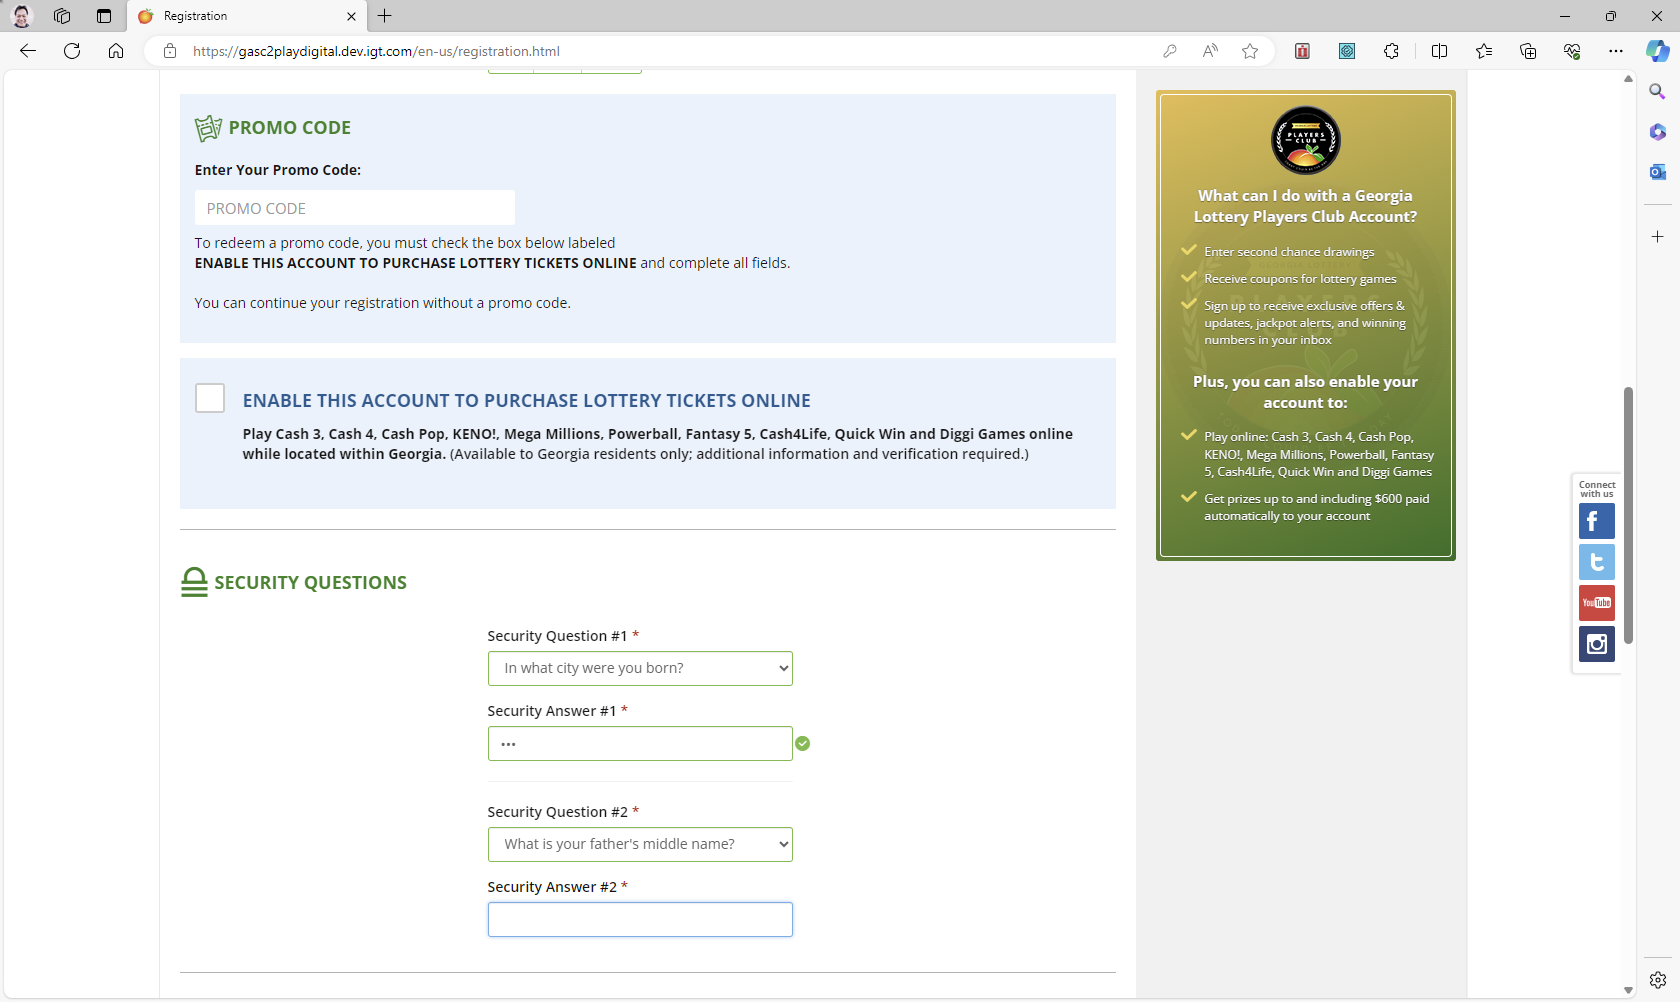 Registration
https://gasc2playdigital.dev.igt.com/en-us/registration.html
PROMO CODE
Enter Your Promo Code:
PROMO CODE
To redeem a promo code, you must check the box below labeled
ENABLE THIS ACCOUNT TO PURCHASE LOTTERY TICKETS ONLINE and complete all fields.
You can continue your registration without a promo code.
ENABLE THIS ACCOUNT TO PURCHASE LOTTERY TICKETS ONLINE
Play Cash 3, Cash 4, Cash Pop, KENO!, Mega Millions, Powerball, Fantasy 5, Cash4Life, Quick Win and Diggi Games online
while located within Georgia. (Available to Georgia residents only; additional information and verification required.)
SECURITY QUESTIONS
Security Question #1 *
In what city were you born?
Security Answer #1 *
•••
Security Question #2 *
What is your father's middle name?
Security Answer #2 *
PLAYERS
CLUB
What can I do with a Georgia
Lottery Players Club Account?
Enter second chance drawings
Receive coupons for lottery games
Sign up to receive exclusive offers &
updates, jackpot alerts, and winning
numbers in your inbox
Plus, you can also enable your
account to:
Play online: Cash 3, Cash 4, Cash Pop,
KENO!, Mega Millions, Powerball, Fantasy
5, Cash4Life, Quick Win and Diggi Games
Get prizes up to and including $600 paid
automatically to your account
Connect
with us
YouTube